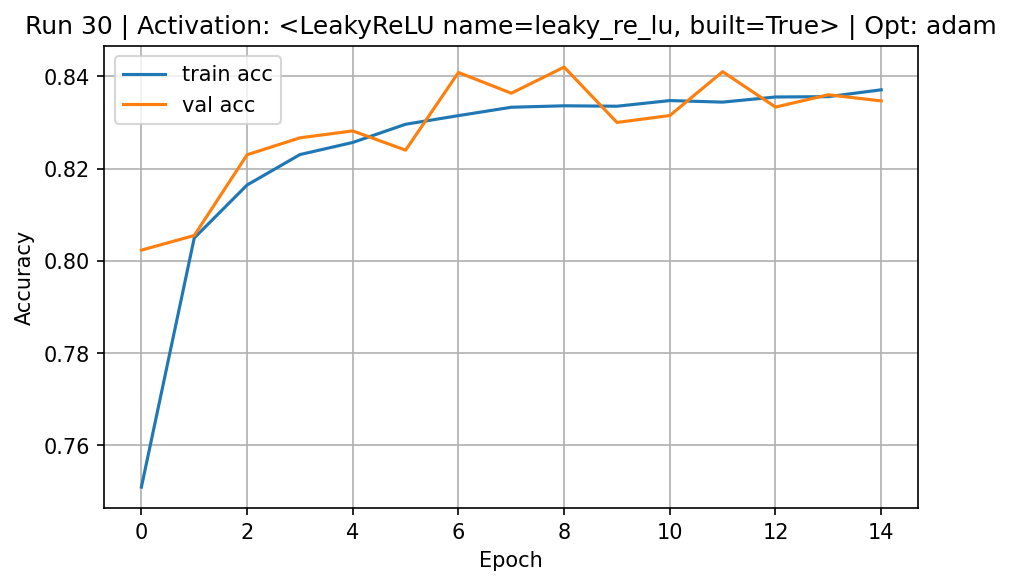 Run 30 | Activation: <LeakyReLU name=leaky_re_lu, built=True> | Opt: adam
train acc
val acc
0.84
0.82
0.80
0.78
0.76
Accuracy
0 2 4 6 8 10 12 14
Epoch